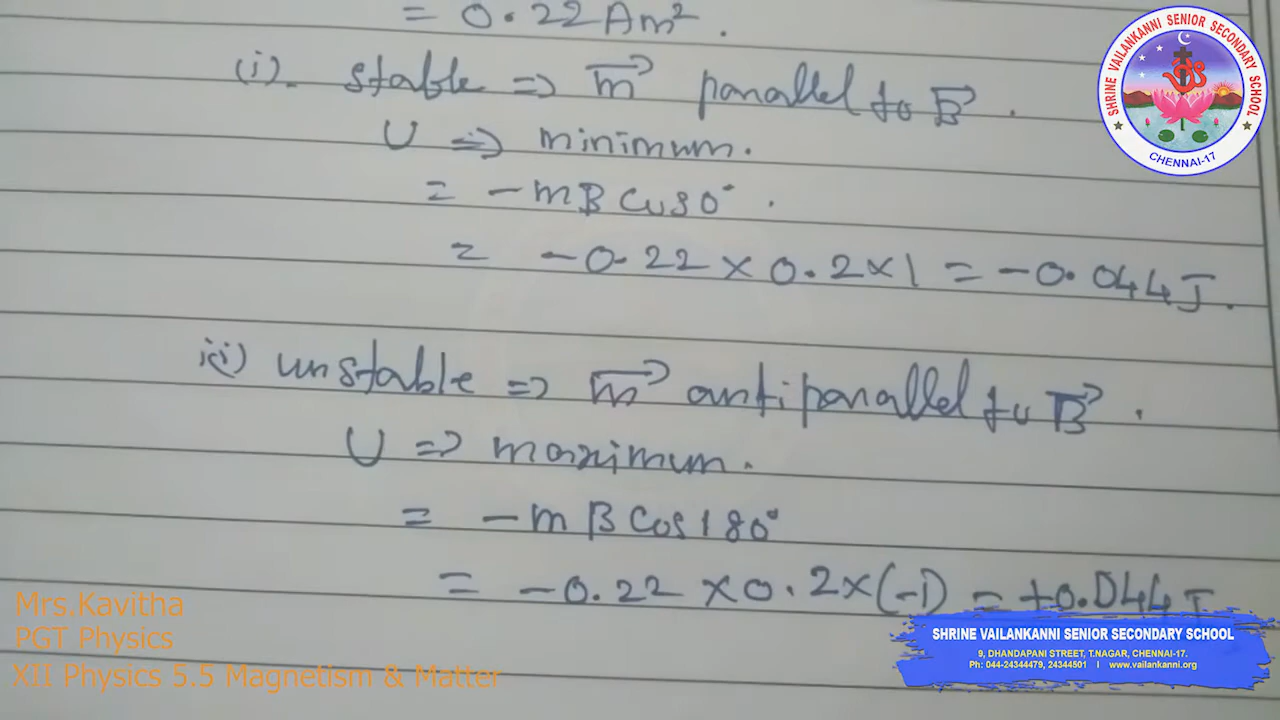 = 0.22 Am².
(i). stable => m⃗ parallel to B⃗.
U => minimum.
= -mB Cos 0°.
= -0.22 × 0.2 × 1 = -0.044 J.
(ii) unstable => m⃗ antiparallel to B⃗.
U => maximum.
= -m B Cos 180°
= -0.22 × 0.2 × (-1) = +0.044 J
Mrs.Kavitha
PGT Physics
XII Physics 5.5 Magnetism & Matter
SHRINE VAILANKANNI SENIOR SECONDARY SCHOOL
CHENNAI-17
SHRINE VAILANKANNI SENIOR SECONDARY SCHOOL
9, DHANDAPANI STREET, T.NAGAR, CHENNAI-17.
Ph: 044-24344479, 24344501 I www.vailankanni.org